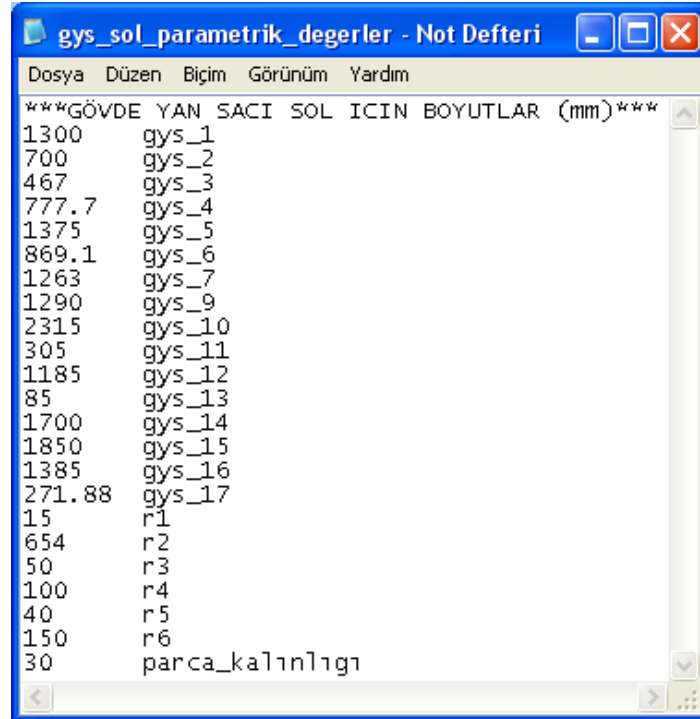 gys_sol_parametrik_degerler - Not Defteri
Dosya Düzen Biçim Görünüm Yardım
***GÖVDE YAN SACI SOL ICIN BOYUTLAR (mm)***
1300 gys_1
700 gys_2
467 gys_3
777.7 gys_4
1375 gys_5
869.1 gys_6
1263 gys_7
1290 gys_9
2315 gys_10
305 gys_11
1185 gys_12
85 gys_13
1700 gys_14
1850 gys_15
1385 gys_16
271.88 gys_17
15 r1
654 r2
50 r3
100 r4
40 r5
150 r6
30 parca_kalınlıgı